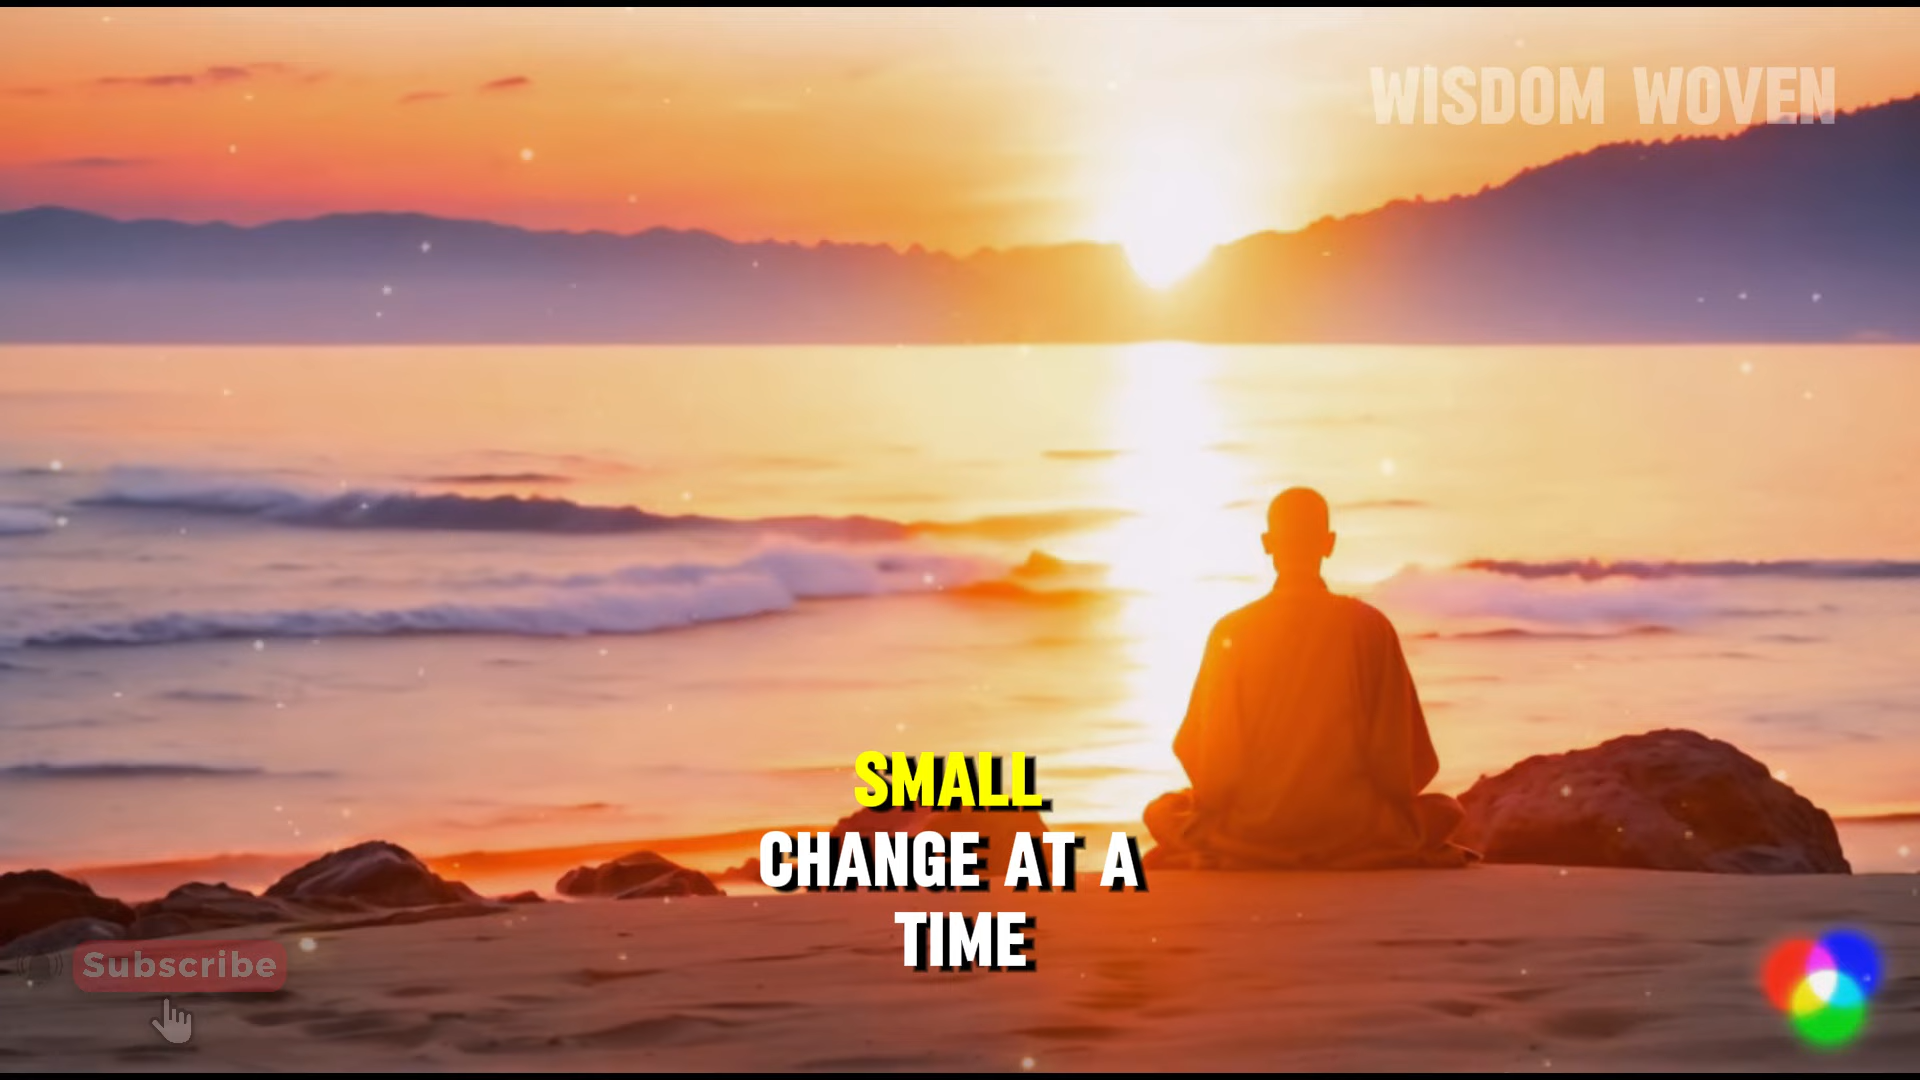 WISDOM WOVEN
SMALL
CHANGE AT A
TIME
Subscribe